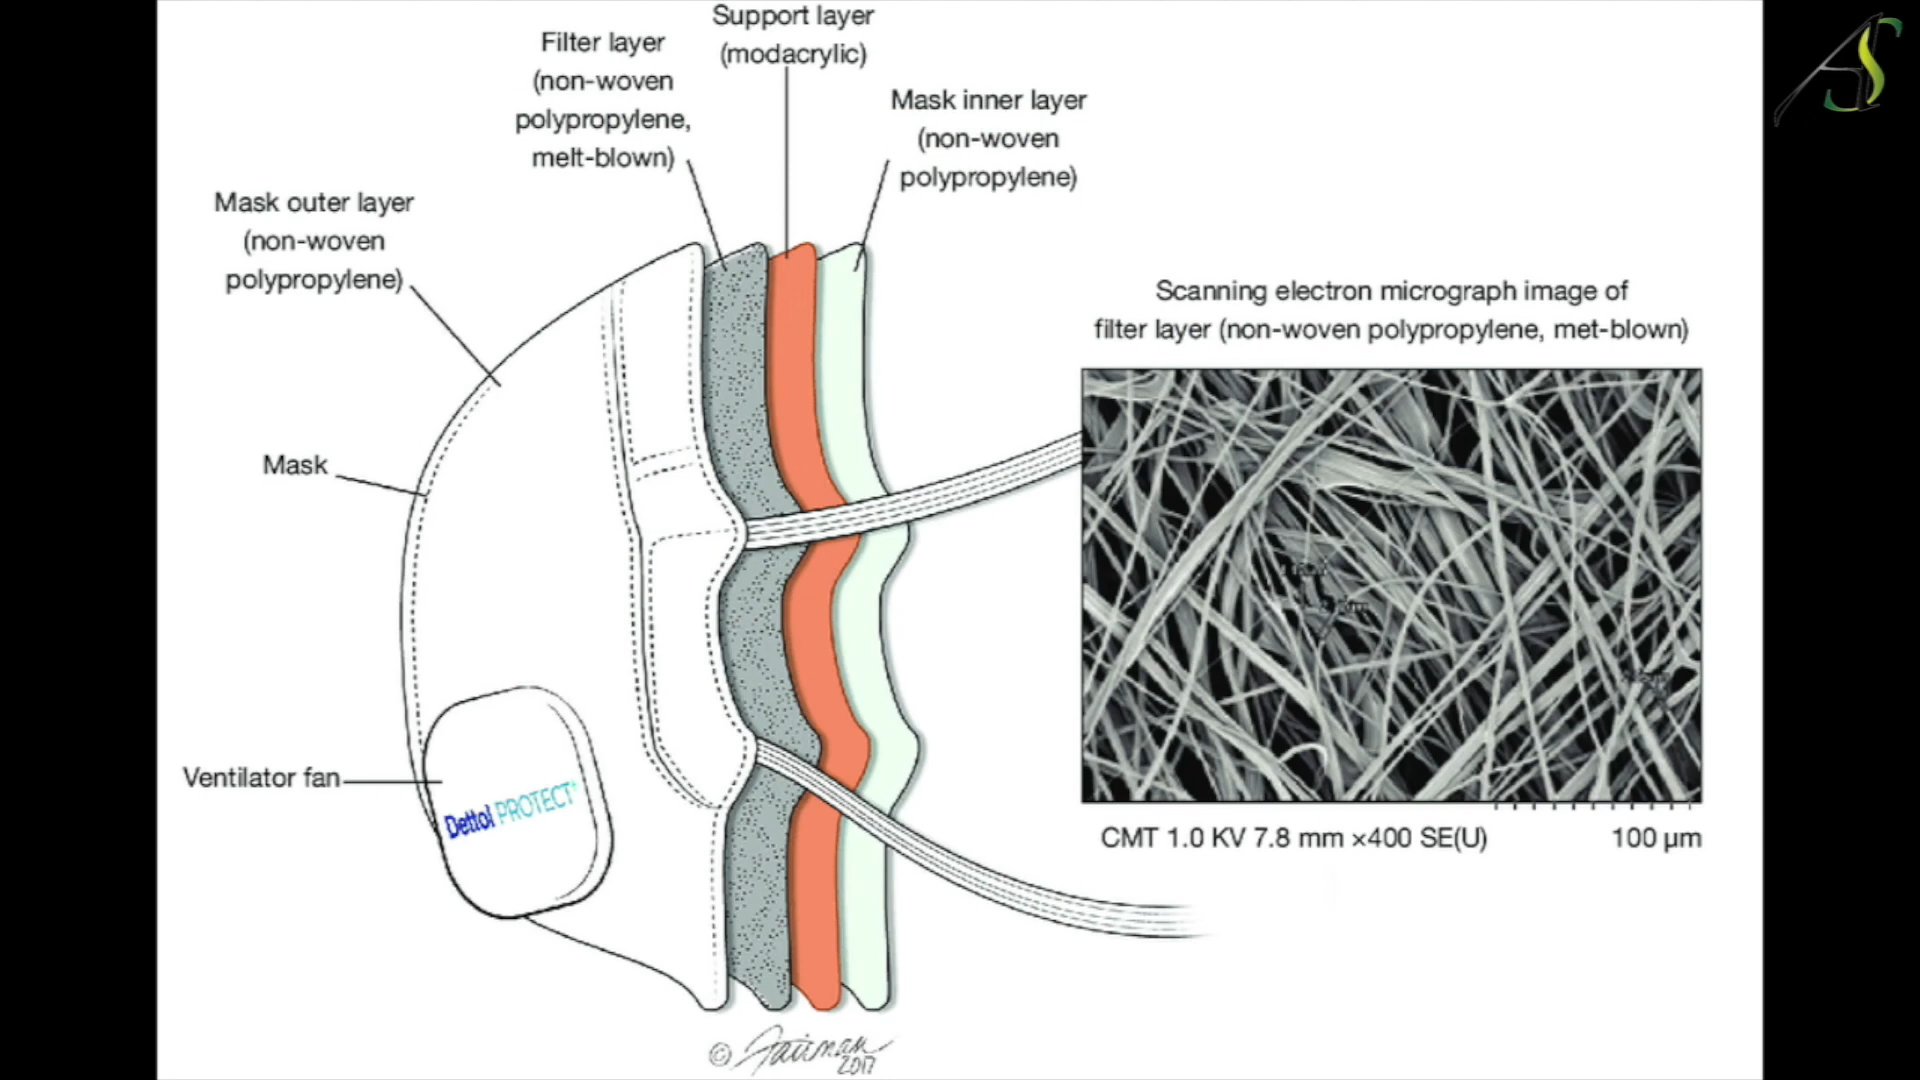 Support layer
(modacrylic)
Filter layer
(non-woven
polypropylene,
melt-blown)
Mask inner layer
(non-woven
polypropylene)
Mask outer layer
(non-woven
polypropylene)
Mask
Ventilator fan
Dettol PROTECT
Scanning electron micrograph image of
filter layer (non-woven polypropylene, met-blown)
CMT 1.0 KV 7.8 mm ×400 SE(U)
100 µm
© Fairman
2017